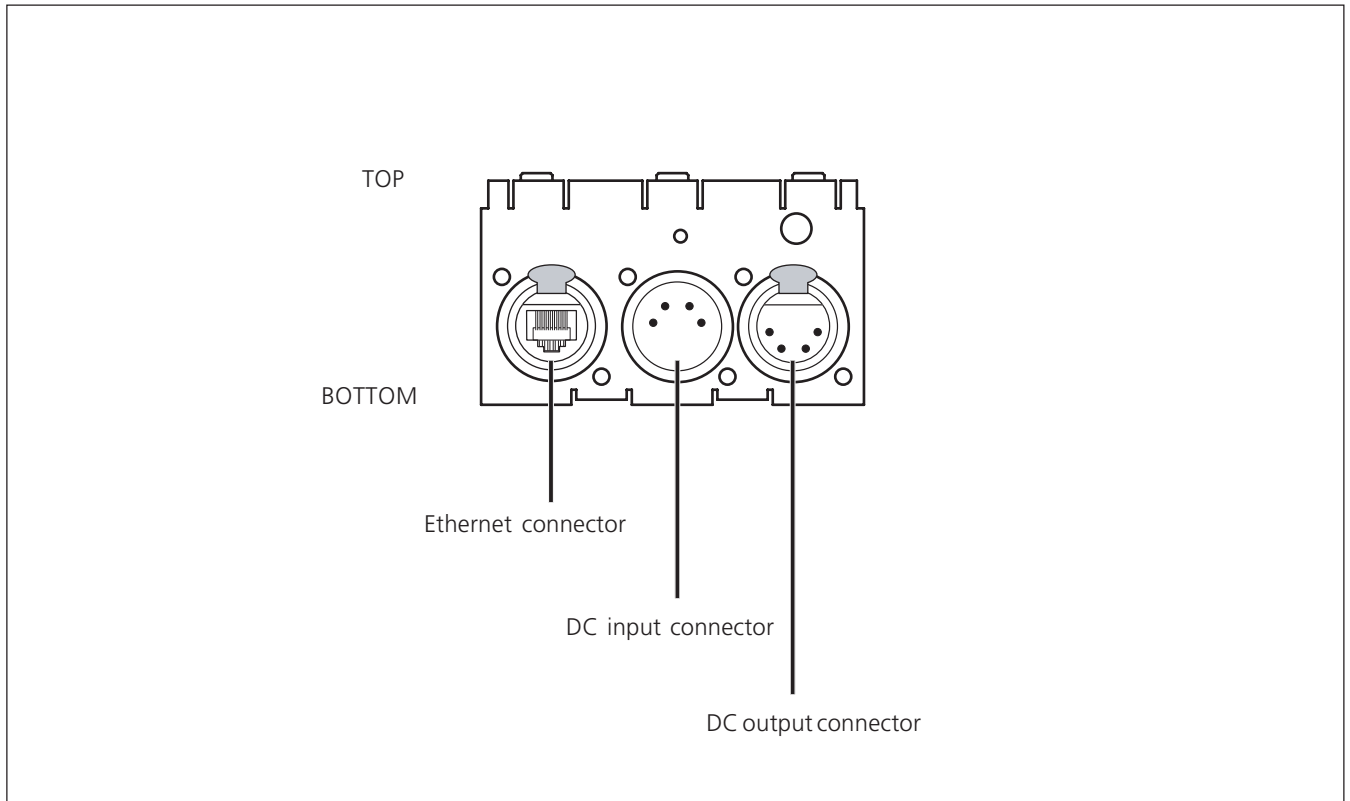 TOP
BOTTOM
Ethernet connector
DC input connector
DC output connector